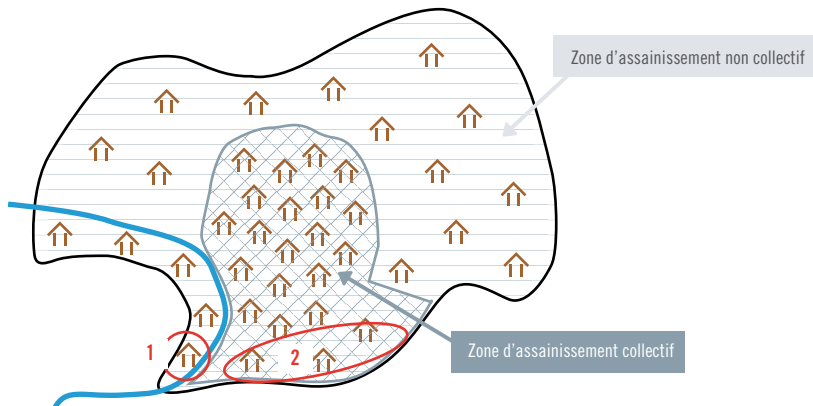 Zone d'assainissement non collectif
1
2
Zone d'assainissement collectif